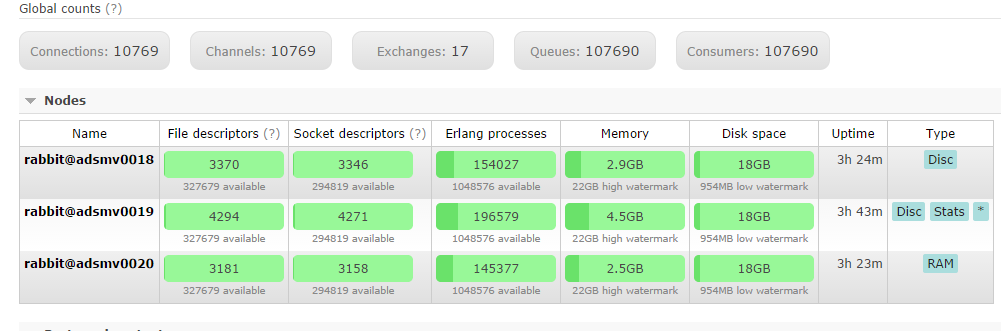 Global counts (?)
Connections: 10769 Channels: 10769 Exchanges: 17 Queues: 107690 Consumers: 107690
Nodes
Name File descriptors (?) Socket descriptors (?) Erlang processes Memory Disk space Uptime Type
rabbit@adsmv0018 3370 3346 154027 2.9GB 18GB 3h 24m Disc
327679 available 294819 available 1048576 available 22GB high watermark 954MB low watermark
rabbit@adsmv0019 4294 4271 196579 4.5GB 18GB 3h 43m Disc Stats *
327679 available 294819 available 1048576 available 22GB high watermark 954MB low watermark
rabbit@adsmv0020 3181 3158 145377 2.5GB 18GB 3h 23m RAM
327679 available 294819 available 1048576 available 22GB high watermark 954MB low watermark